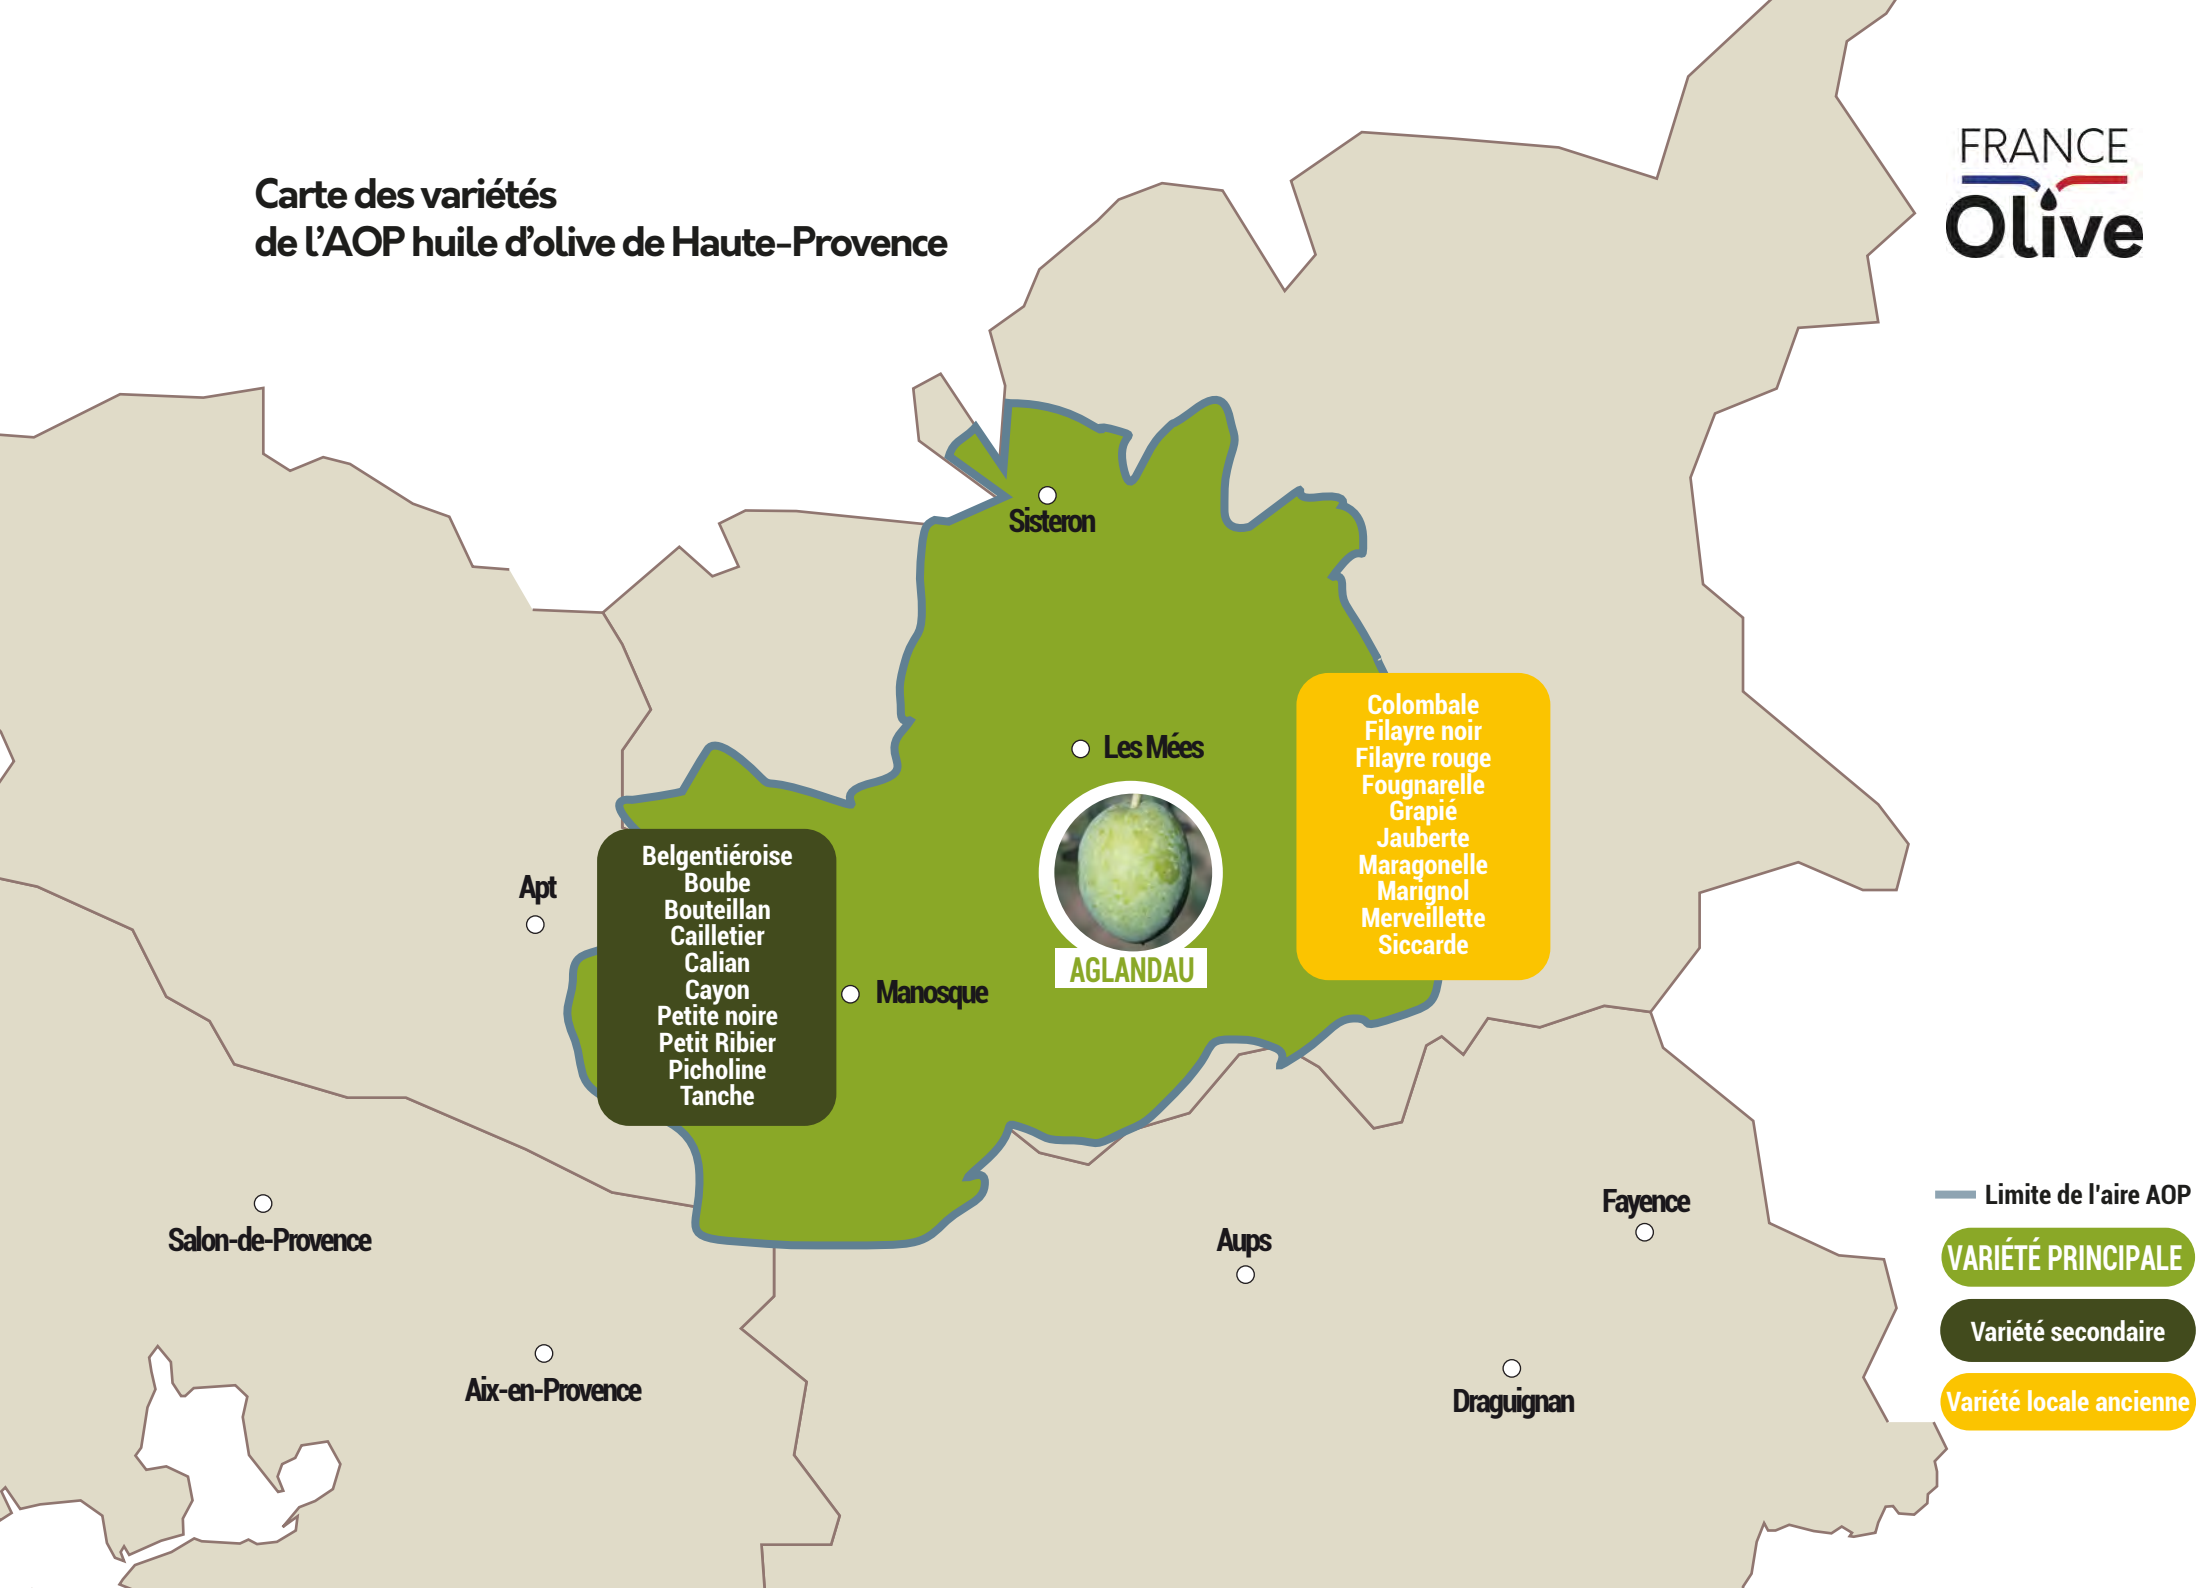 Carte des variétés
de l'AOP huile d'olive de Haute-Provence
FRANCE
Olive
Sisteron
Les Mées
AGLANDAU
Colombale
Filayre noir
Filayre rouge
Fougnarelle
Grapié
Jauberte
Maragonelle
Marignol
Merveillette
Siccarde
Apt
Belgentiéroise
Boube
Bouteillan
Cailletier
Calian
Cayon
Petite noire
Petit Ribier
Picholine
Tanche
Manosque
Salon-de-Provence
Aix-en-Provence
Aups
Fayence
Draguignan
Limite de l'aire AOP
VARIÉTÉ PRINCIPALE
Variété secondaire
Variété locale ancienne